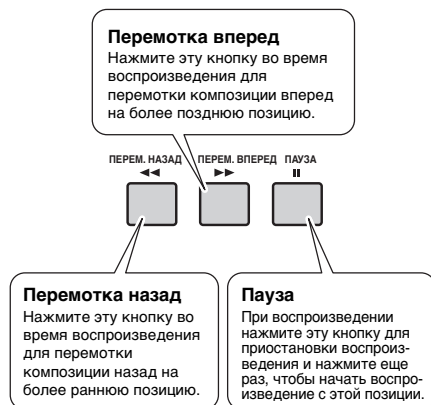 Перемотка вперед
Нажмите эту кнопку во время
воспроизведения для
перемотки композиции вперед
на более позднюю позицию.
ПЕРЕМ. НАЗАД ПЕРЕМ. ВПЕРЕД ПАУЗА
Перемотка назад
Нажмите эту кнопку во
время воспроизведения
для перемотки
композиции назад на
более раннюю позицию.
Пауза
При воспроизведении
нажмите эту кнопку для
приостановки воспроиз-
ведения и нажмите еще
раз, чтобы начать воспро-
изведение с этой позиции.